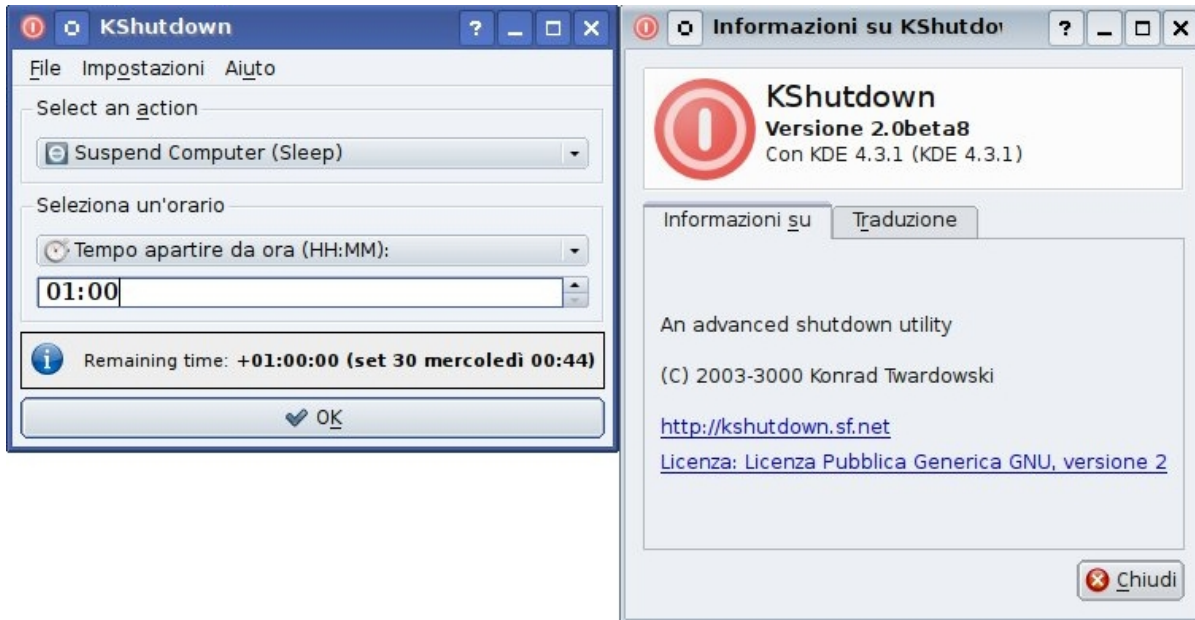 KShutdown
File Impostazioni Aiuto
Select an action
Suspend Computer (Sleep)
Seleziona un'orario
Tempo apartire da ora (HH:MM):
01:00
Remaining time: +01:00:00 (set 30 mercoledì 00:44)
OK
Informazioni su KShutdo
KShutdown
Versione 2.0beta8
Con KDE 4.3.1 (KDE 4.3.1)
Informazioni su Traduzione
An advanced shutdown utility
(C) 2003-3000 Konrad Twardowski
http://kshutdown.sf.net
Licenza: Licenza Pubblica Generica GNU, versione 2
Chiudi